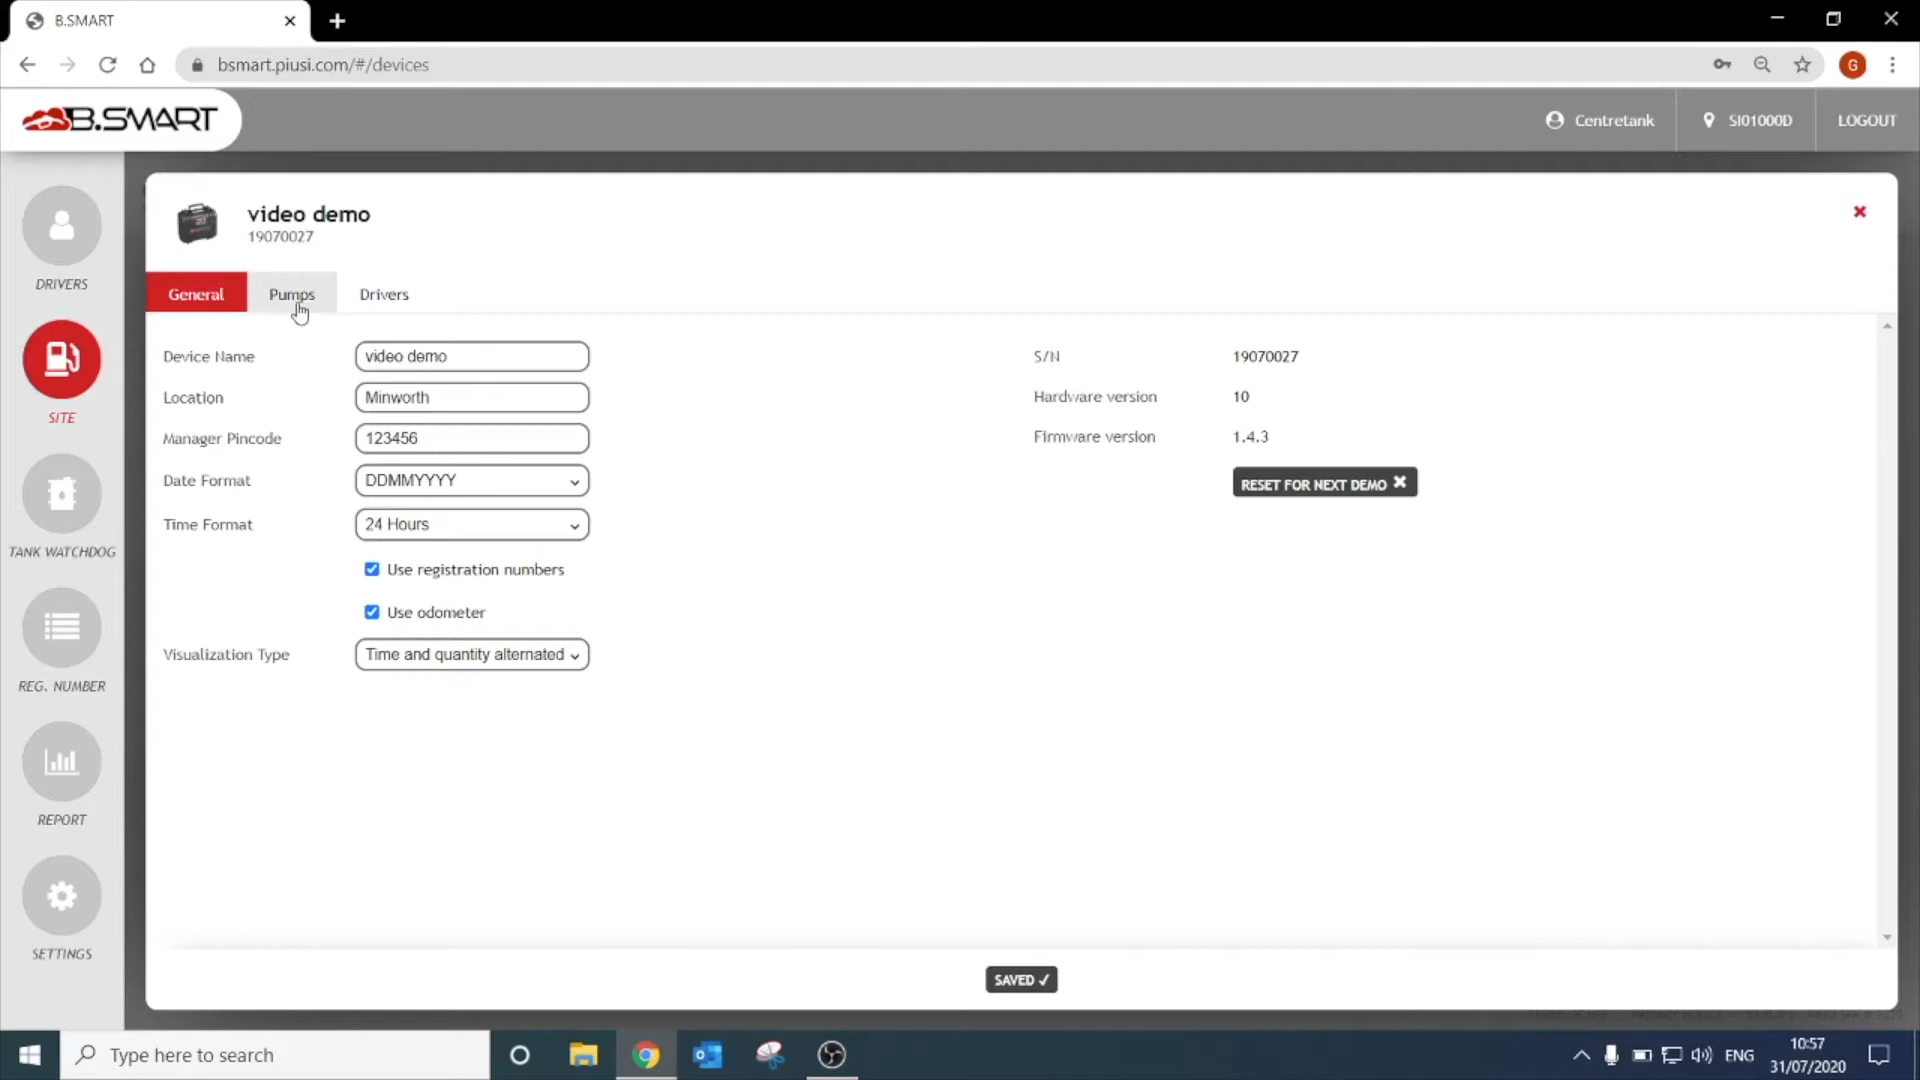 B.SMART
bsmart.piusi.com/#/devices
G
B.SMART
Centretank
SI01000D
LOGOUT
video demo
19070027
DRIVERS
General
Pumps
Drivers
Device Name
video demo
S/N
19070027
Location
Minworth
Hardware version
10
SITE
Manager Pincode
123456
Firmware version
1.4.3
Date Format
DDMMYYYY
RESET FOR NEXT DEMO
Time Format
24 Hours
TANK WATCHDOG
Use registration numbers
Use odometer
Visualization Type
Time and quantity alternated
REG. NUMBER
REPORT
SETTINGS
SAVED
Type here to search
ENG
10:57
31/07/2020